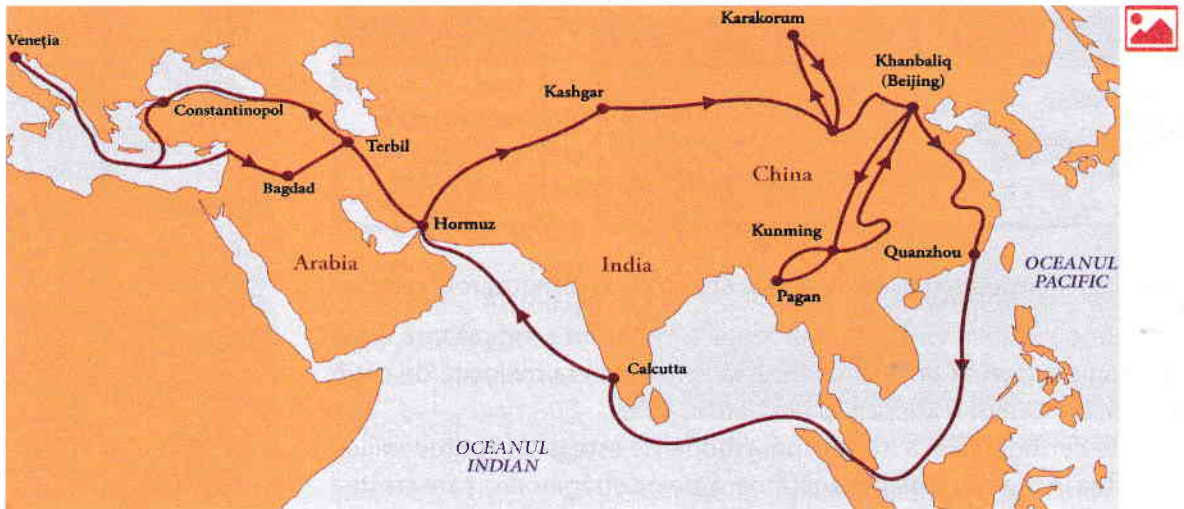 Karakorum
Veneţia
Khanbaliq
(Beijing)
Kashgar
Constantinopol
Terbil
Bagdad
China
Hormuz
Kunming
Arabia
India
Quanzhou
OCEANUL
PACIFIC
Pagan
Calcutta
OCEANUL
INDIAN